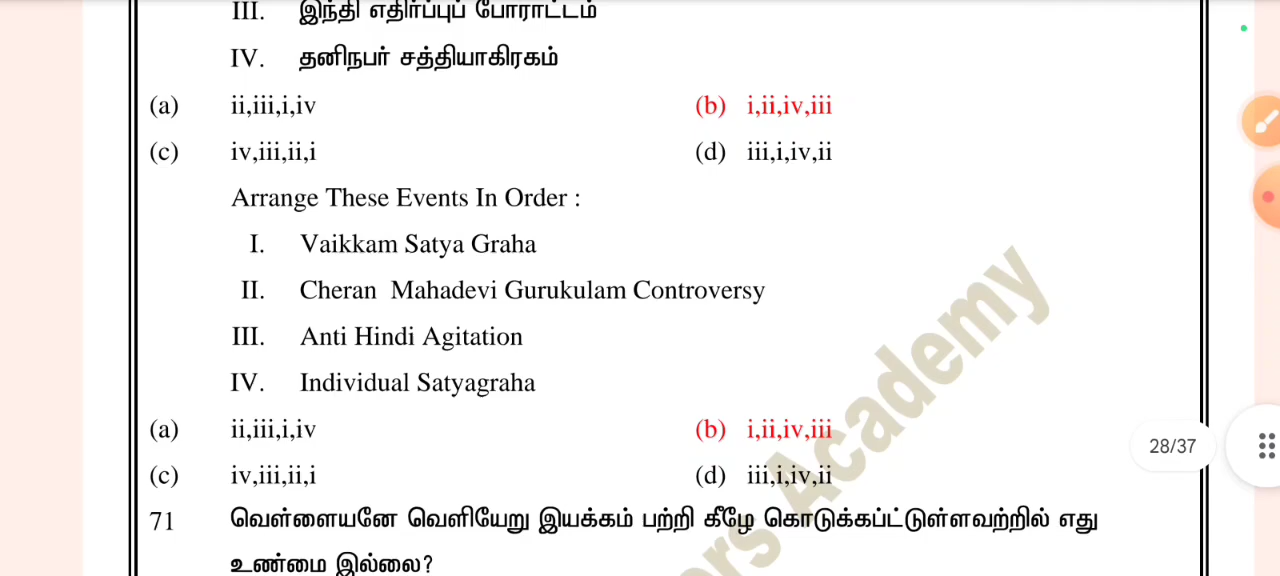 III. இந்தி எதிர்ப்புப் போராட்டம்
IV. தனிநபர் சத்தியாகிரகம்
(a) ii,iii,i,iv (b) i,ii,iv,iii
(c) iv,iii,ii,i (d) iii,i,iv,ii
Arrange These Events In Order :
I. Vaikkam Satya Graha
II. Cheran Mahadevi Gurukulam Controversy
III. Anti Hindi Agitation
IV. Individual Satyagraha
(a) ii,iii,i,iv (b) i,ii,iv,iii
(c) iv,iii,ii,i (d) iii,i,iv,ii
28/37
71 வெள்ளையனே வெளியேறு இயக்கம் பற்றி கீழே கொடுக்கப்பட்டுள்ளவற்றில் எது
உண்மை இல்லை?
ers Academy